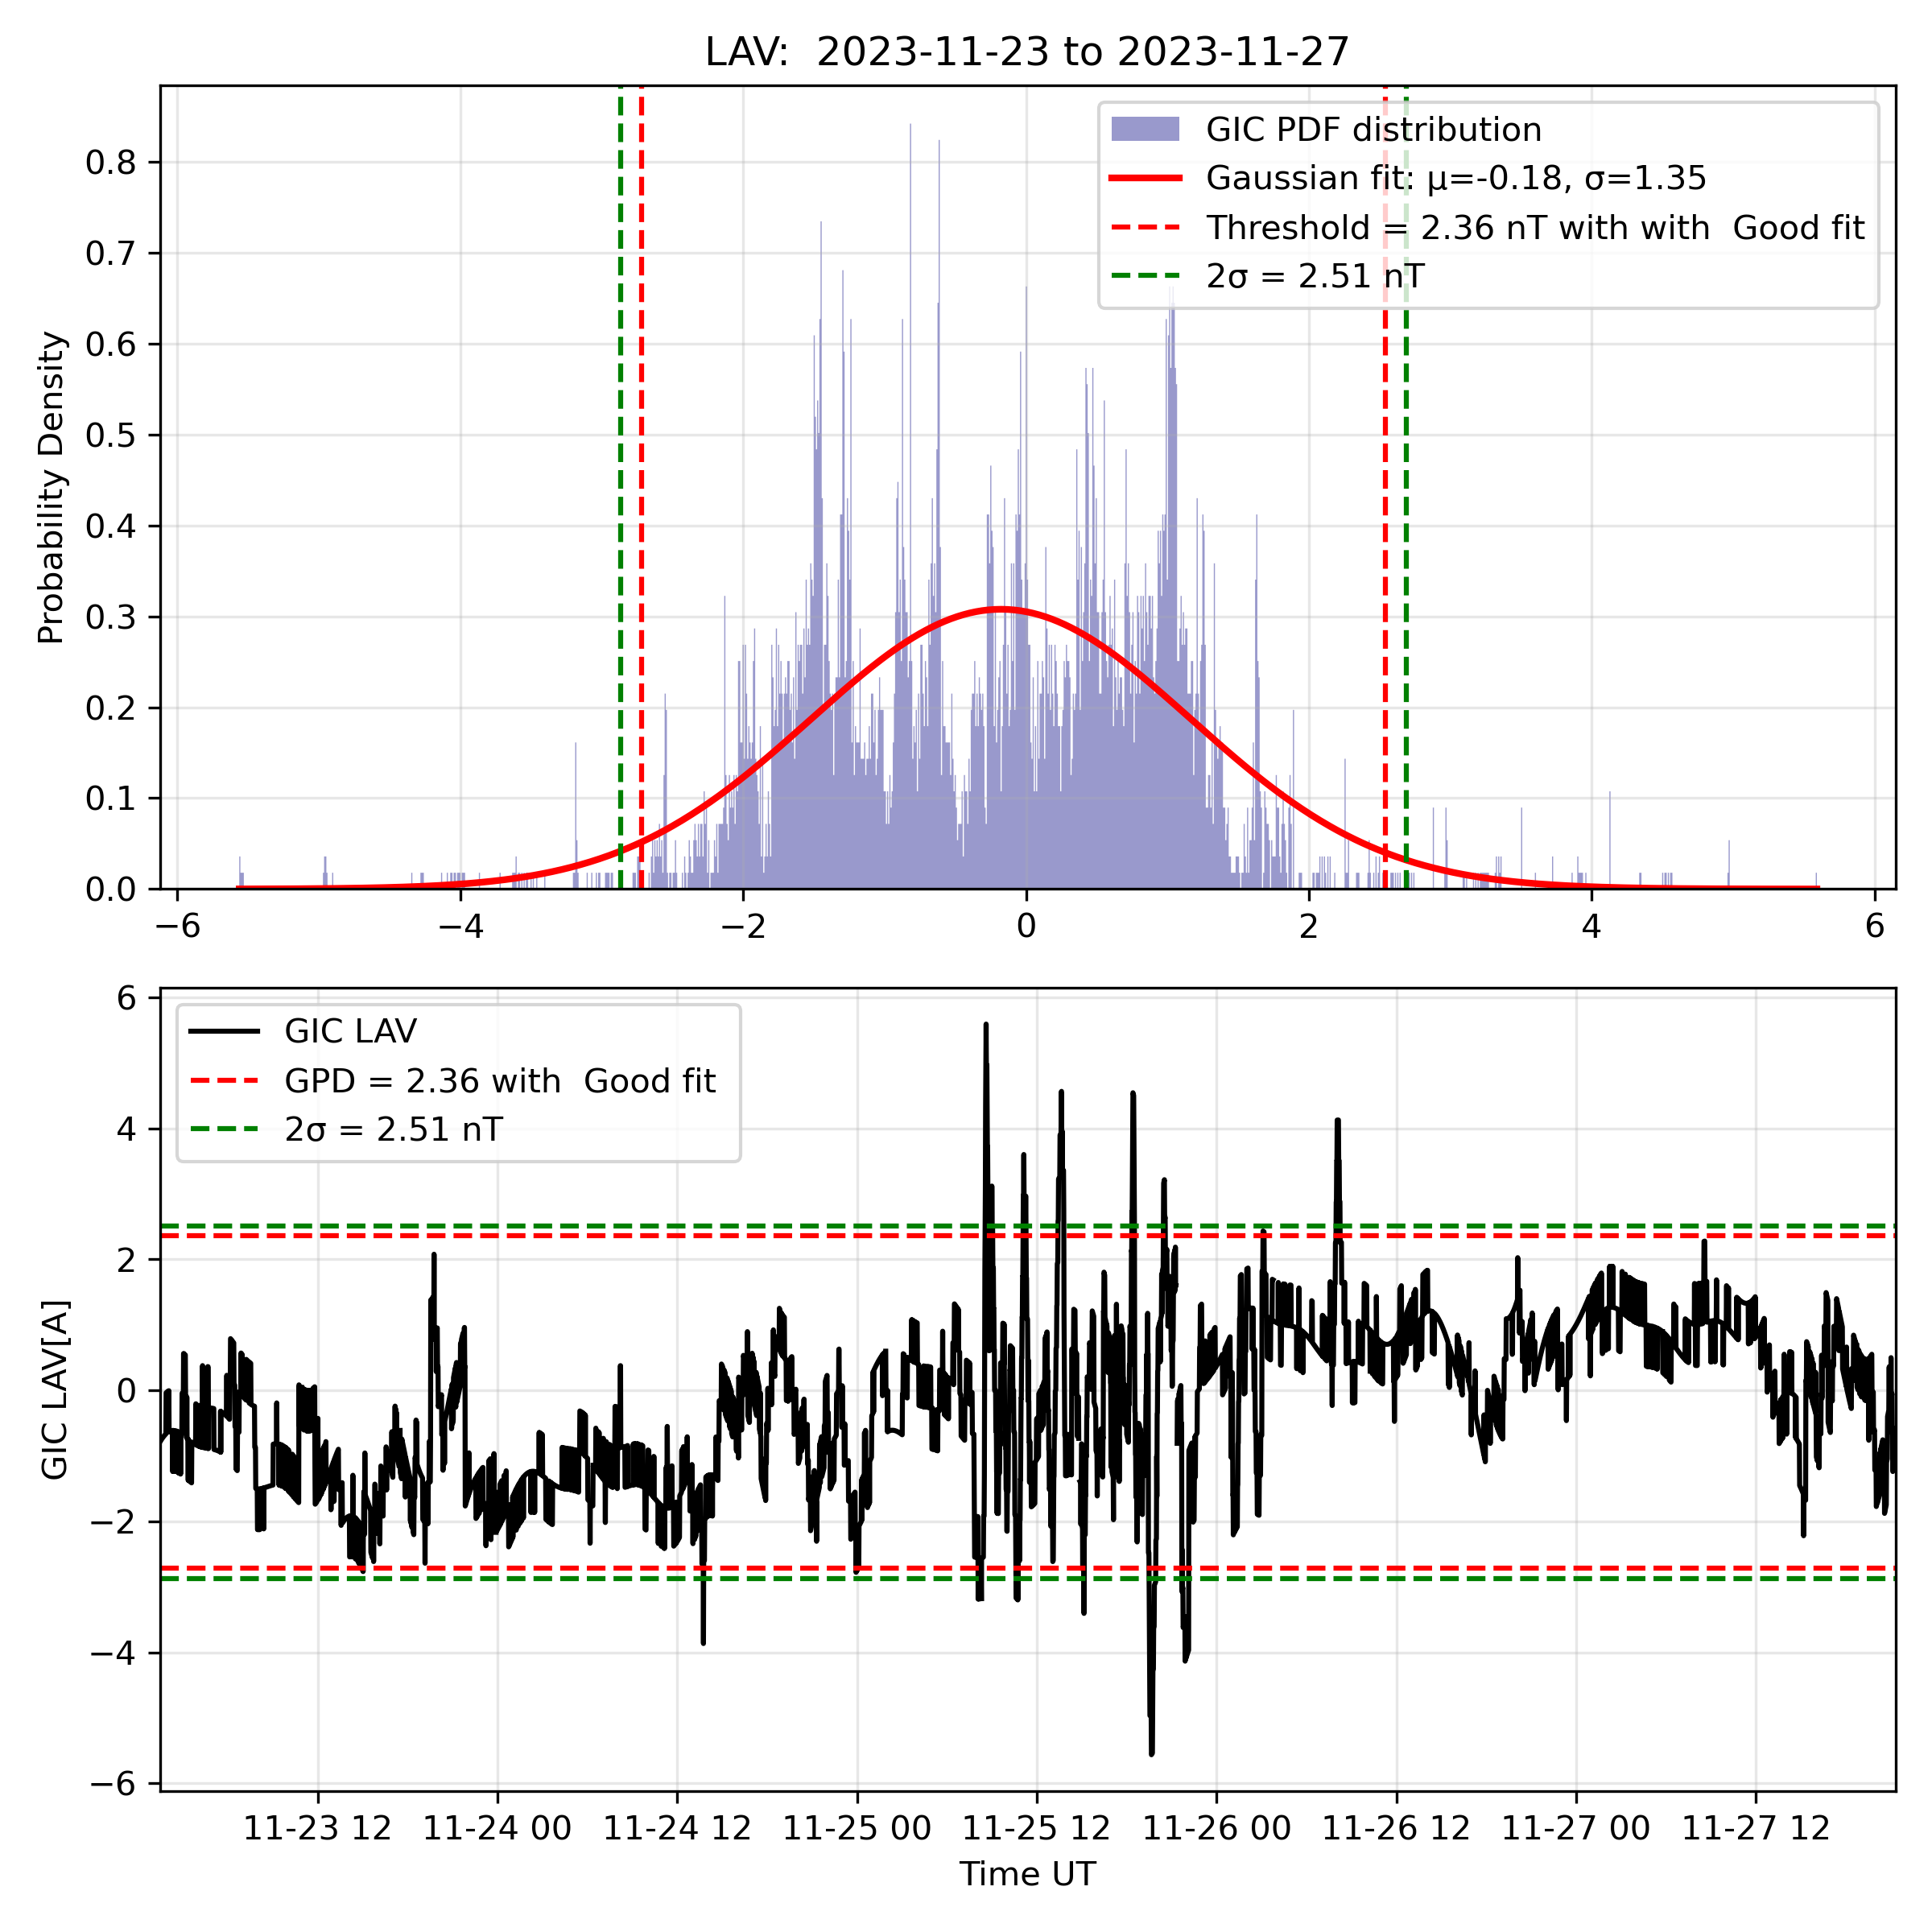 LAV:  2023-11-23 to 2023-11-27
Probability Density
0.8
0.7
0.6
0.5
0.4
0.3
0.2
0.1
0.0
GIC PDF distribution
Gaussian fit: μ=-0.18, σ=1.35
Threshold = 2.36 nT with with  Good fit
2σ = 2.51 nT
−6 −4 −2 0 2 4 6
GIC LAV[A]
6
4
2
0
−2
−4
−6
GIC LAV
GPD = 2.36 with  Good fit
2σ = 2.51 nT
11-23 12 11-24 00 11-24 12 11-25 00 11-25 12 11-26 00 11-26 12 11-27 00 11-27 12
Time UT